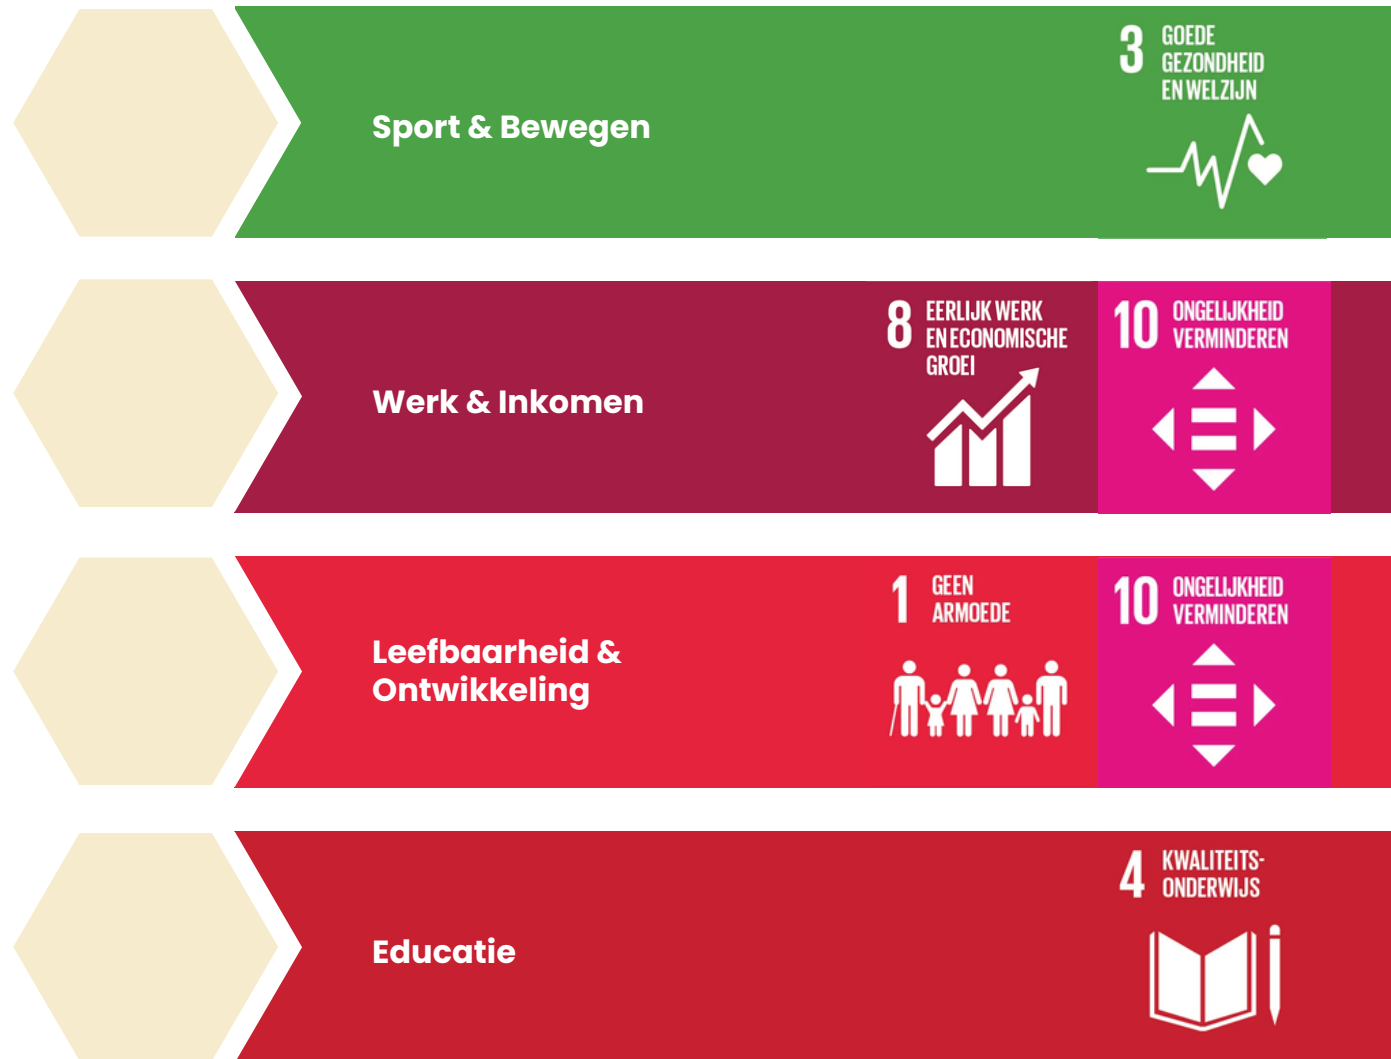 Sport & Bewegen
3 GOEDE
GEZONDHEID
EN WELZIJN
Werk & Inkomen
8 EERLIJK WERK
EN ECONOMISCHE
GROEI
10 ONGELIJKHEID
VERMINDEREN
Leefbaarheid &
Ontwikkeling
1 GEEN
ARMOEDE
10 ONGELIJKHEID
VERMINDEREN
Educatie
4 KWALITEITS-
ONDERWIJS